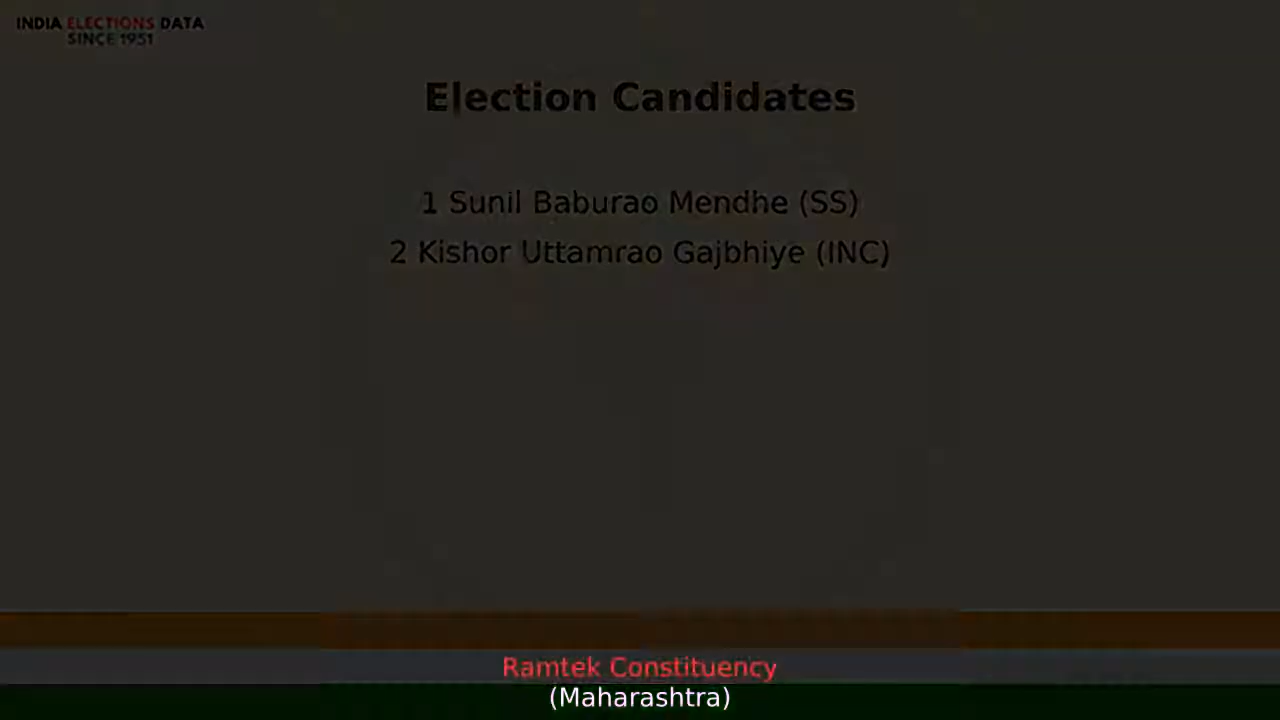 INDIA ELECTIONS DATA
SINCE 1951
Election Candidates
1 Sunil Baburao Mendhe (SS)
2 Kishor Uttamrao Gajbhiye (INC)
Ramtek Constituency
(Maharashtra)